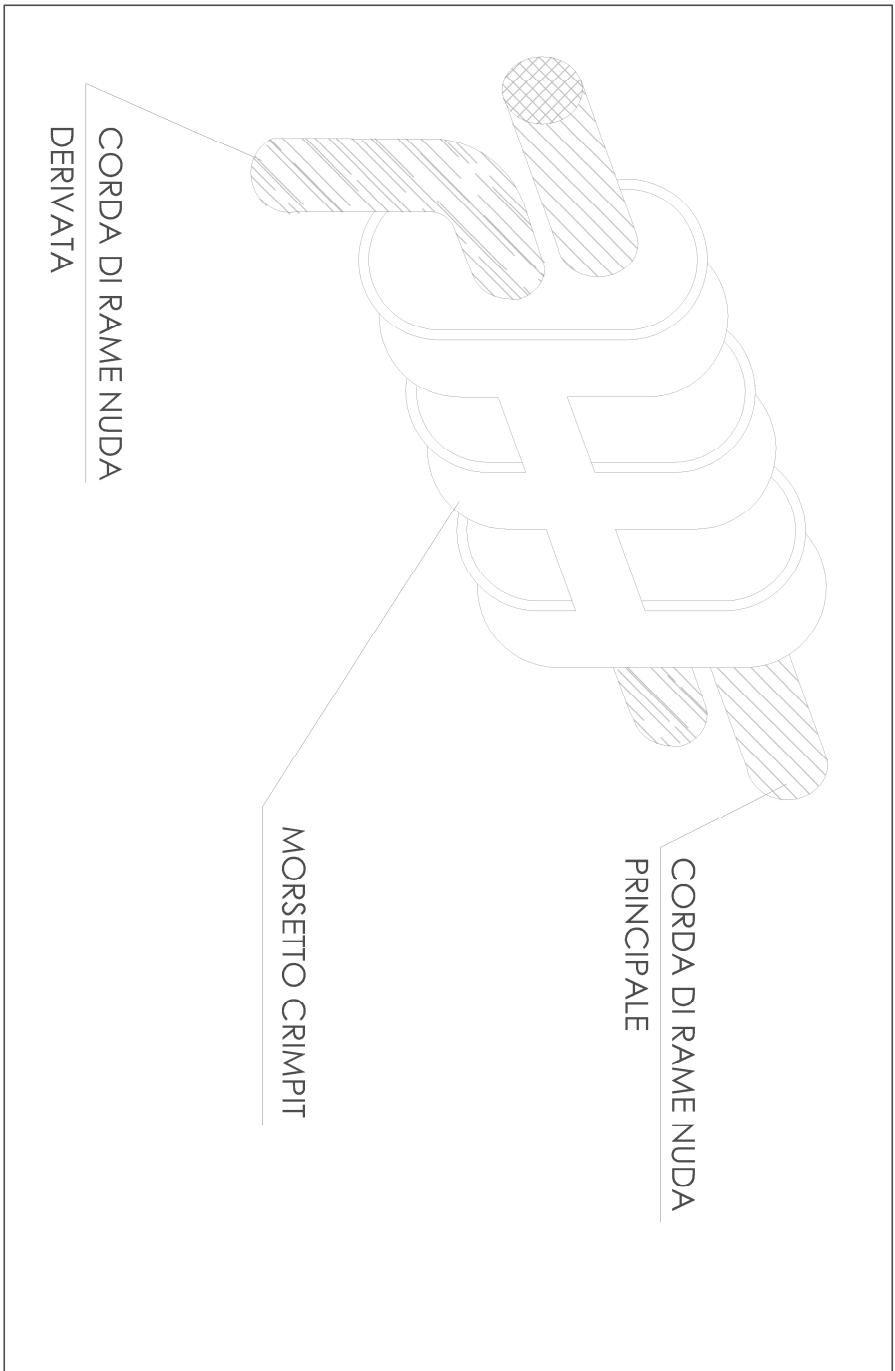 CORDA DI RAME NUDA
PRINCIPALE
MORSETTO CRIMPIT
CORDA DI RAME NUDA
DERIVATA